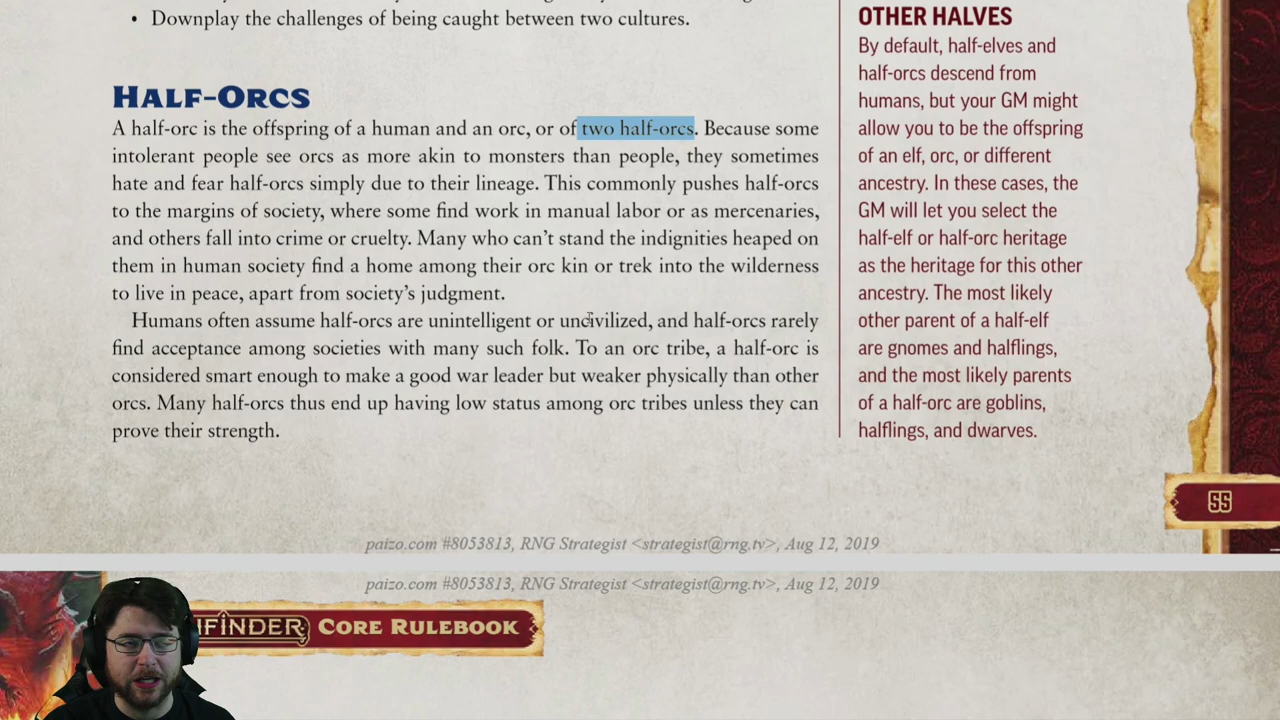 • Downplay the challenges of being caught between two cultures.
HALF-ORCS
A half-orc is the offspring of a human and an orc, or of two half-orcs. Because some
intolerant people see orcs as more akin to monsters than people, they sometimes
hate and fear half-orcs simply due to their lineage. This commonly pushes half-orcs
to the margins of society, where some find work in manual labor or as mercenaries,
and others fall into crime or cruelty. Many who can't stand the indignities heaped on
them in human society find a home among their orc kin or trek into the wilderness
to live in peace, apart from society's judgment.
Humans often assume half-orcs are unintelligent or uncivilized, and half-orcs rarely
find acceptance among societies with many such folk. To an orc tribe, a half-orc is
considered smart enough to make a good war leader but weaker physically than other
orcs. Many half-orcs thus end up having low status among orc tribes unless they can
prove their strength.
OTHER HALVES
By default, half-elves and
half-orcs descend from
humans, but your GM might
allow you to be the offspring
of an elf, orc, or different
ancestry. In these cases, the
GM will let you select the
half-elf or half-orc heritage
as the heritage for this other
ancestry. The most likely
other parent of a half-elf
are gnomes and halflings,
and the most likely parents
of a half-orc are goblins,
halflings, and dwarves.
55
paizo.com #8053813, RNG Strategist <strategist@rng.tv>, Aug 12, 2019
paizo.com #8053813, RNG Strategist <strategist@rng.tv>, Aug 12, 2019
FINDER CORE RULEBOOK